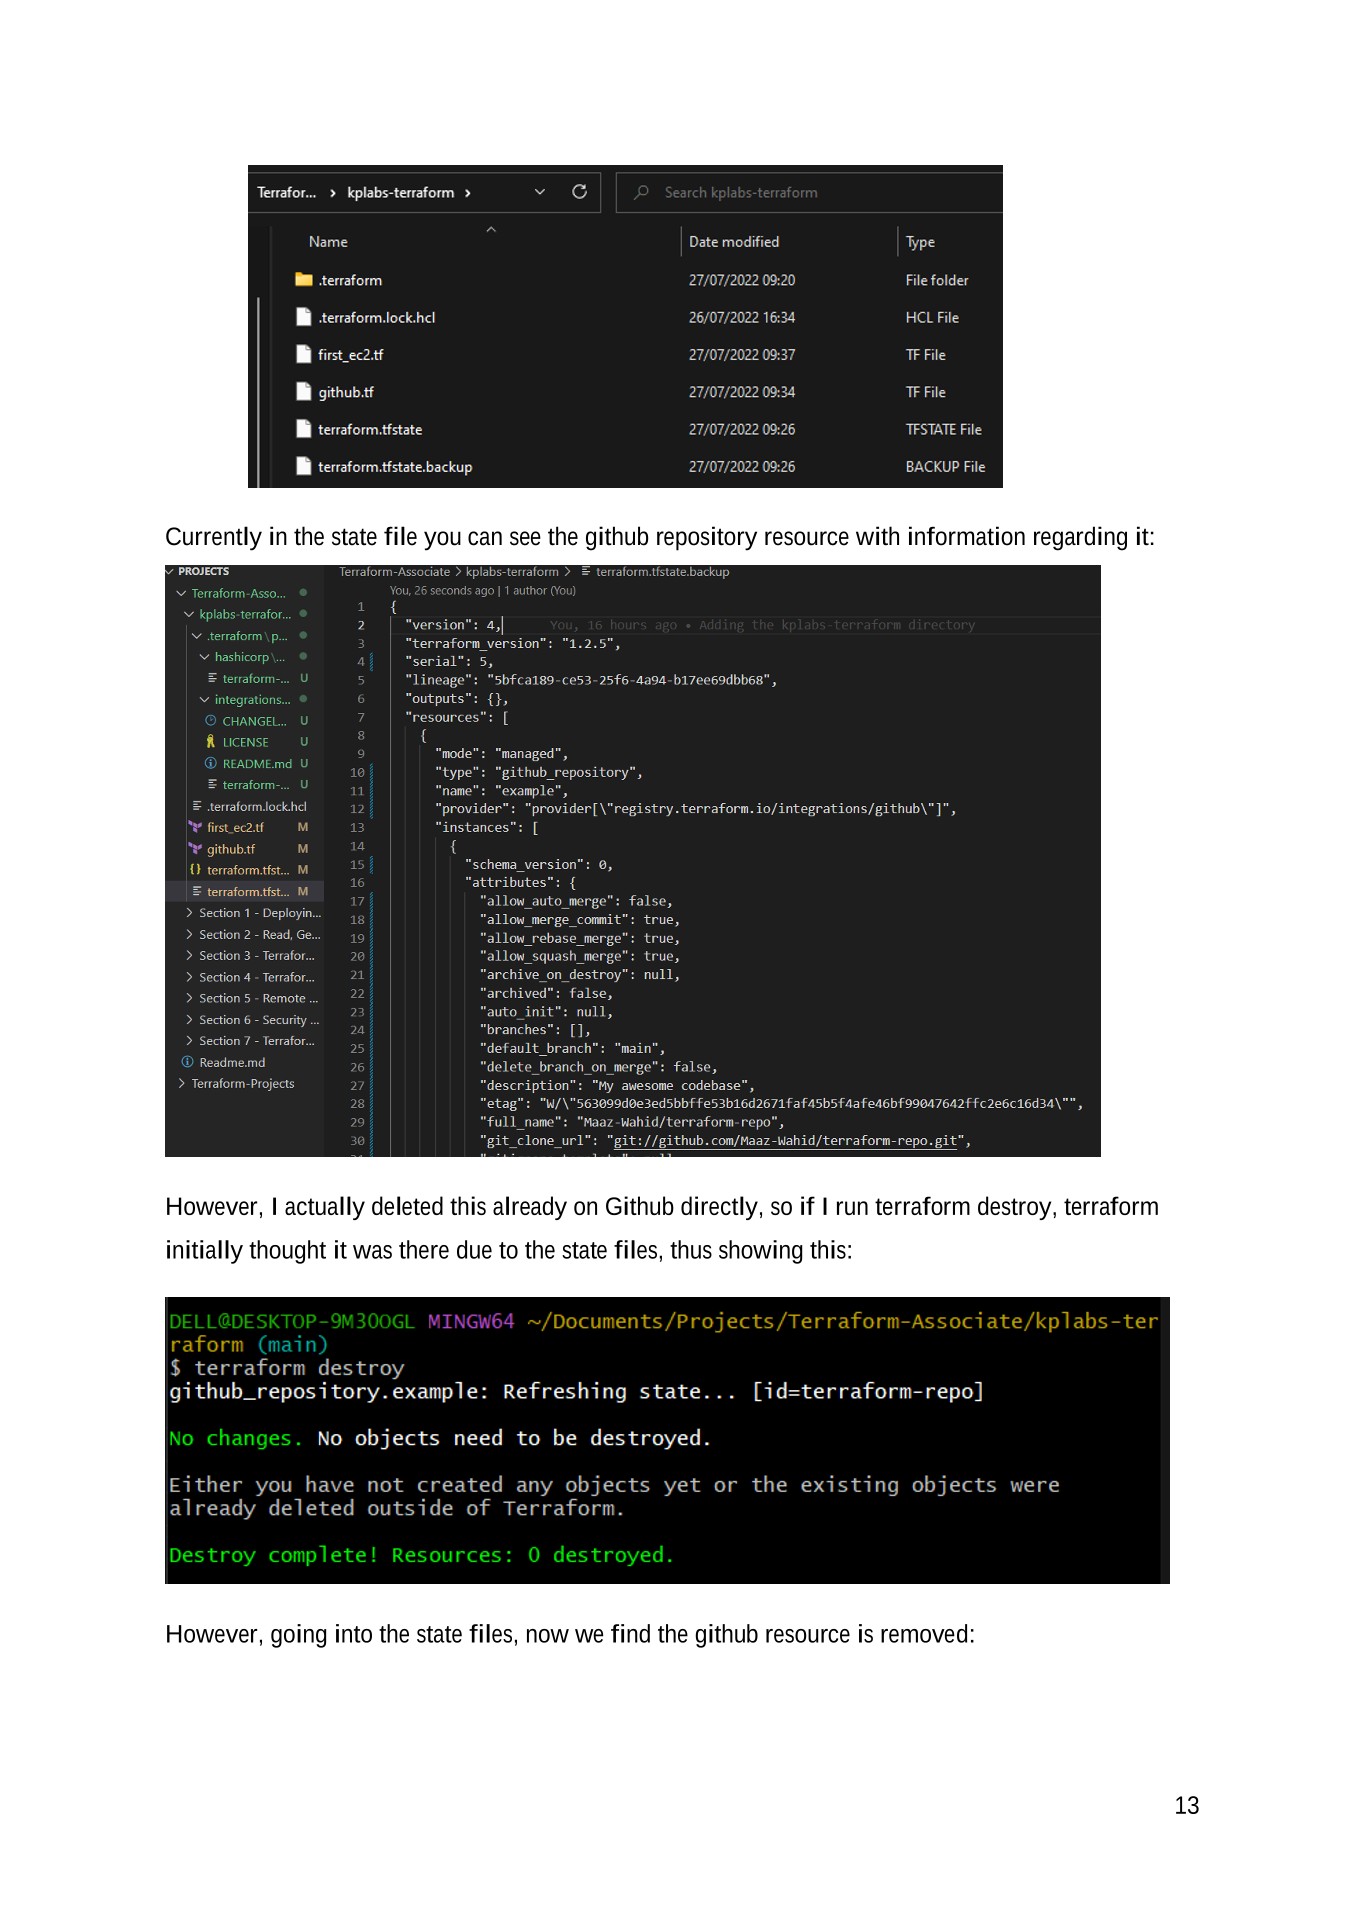 Terrafor... › kplabs-terraform › Search kplabs-terraform
Name Date modified Type
.terraform 27/07/2022 09:20 File folder
.terraform.lock.hcl 26/07/2022 16:34 HCL File
first_ec2.tf 27/07/2022 09:37 TF File
github.tf 27/07/2022 09:34 TF File
terraform.tfstate 27/07/2022 09:26 TFSTATE File
terraform.tfstate.backup 27/07/2022 09:26 BACKUP File
Currently in the state file you can see the github repository resource with information regarding it:
PROJECTS
Terraform-Asso...
kplabs-terrafor...
.terraform \ p...
hashicorp \...
terraform-... U
integrations...
CHANGEL... U
LICENSE U
README.md U
terraform-... U
.terraform.lock.hcl
first_ec2.tf M
github.tf M
terraform.tfst... M
terraform.tfst... M
Section 1 - Deployin...
Section 2 - Read, Ge...
Section 3 - Terrafor...
Section 4 - Terrafor...
Section 5 - Remote ...
Section 6 - Security ...
Section 7 - Terrafor...
Readme.md
Terraform-Projects
Terraform-Associate > kplabs-terraform > terraform.tfstate.backup
You, 26 seconds ago | 1 author (You)
1 {
2 "version": 4, You, 16 hours ago • Adding the kplabs-terraform directory
3 "terraform_version": "1.2.5",
4 "serial": 5,
5 "lineage": "5bfca189-ce53-25f6-4a94-b17ee69dbb68",
6 "outputs": {},
7 "resources": [
8 {
9 "mode": "managed",
10 "type": "github_repository",
11 "name": "example",
12 "provider": "provider[\"registry.terraform.io/integrations/github\"]",
13 "instances": [
14 {
15 "schema_version": 0,
16 "attributes": {
17 "allow_auto_merge": false,
18 "allow_merge_commit": true,
19 "allow_rebase_merge": true,
20 "allow_squash_merge": true,
21 "archive_on_destroy": null,
22 "archived": false,
23 "auto_init": null,
24 "branches": [],
25 "default_branch": "main",
26 "delete_branch_on_merge": false,
27 "description": "My awesome codebase",
28 "etag": "W/\"563099d0e3ed5bbffe53b16d2671faf45b5f4afe46bf99047642ffc2e6c16d34\"",
29 "full_name": "Maaz-Wahid/terraform-repo",
30 "git_clone_url": "git://github.com/Maaz-Wahid/terraform-repo.git",
However, I actually deleted this already on Github directly, so if I run terraform destroy, terraform
initially thought it was there due to the state files, thus showing this:
DELL@DESKTOP-9M3OOGL MINGW64 ~/Documents/Projects/Terraform-Associate/kplabs-ter
raform (main)
$ terraform destroy
github_repository.example: Refreshing state... [id=terraform-repo]
No changes. No objects need to be destroyed.
Either you have not created any objects yet or the existing objects were
already deleted outside of Terraform.
Destroy complete! Resources: 0 destroyed.
However, going into the state files, now we find the github resource is removed:
13